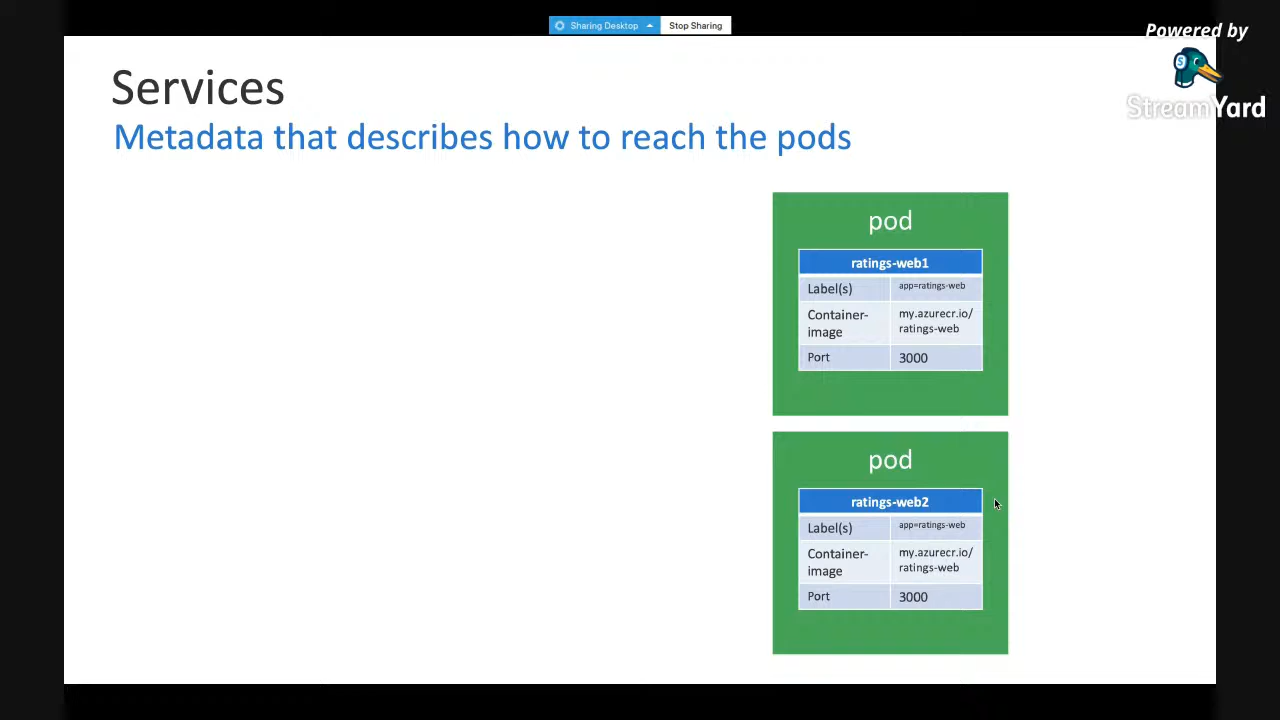 Sharing Desktop
Stop Sharing
Powered by
StreamYard
Services
Metadata that describes how to reach the pods
pod
ratings-web1
Label(s) app=ratings-web
Container-image my.azurecr.io/ratings-web
Port 3000
pod
ratings-web2
Label(s) app=ratings-web
Container-image my.azurecr.io/ratings-web
Port 3000